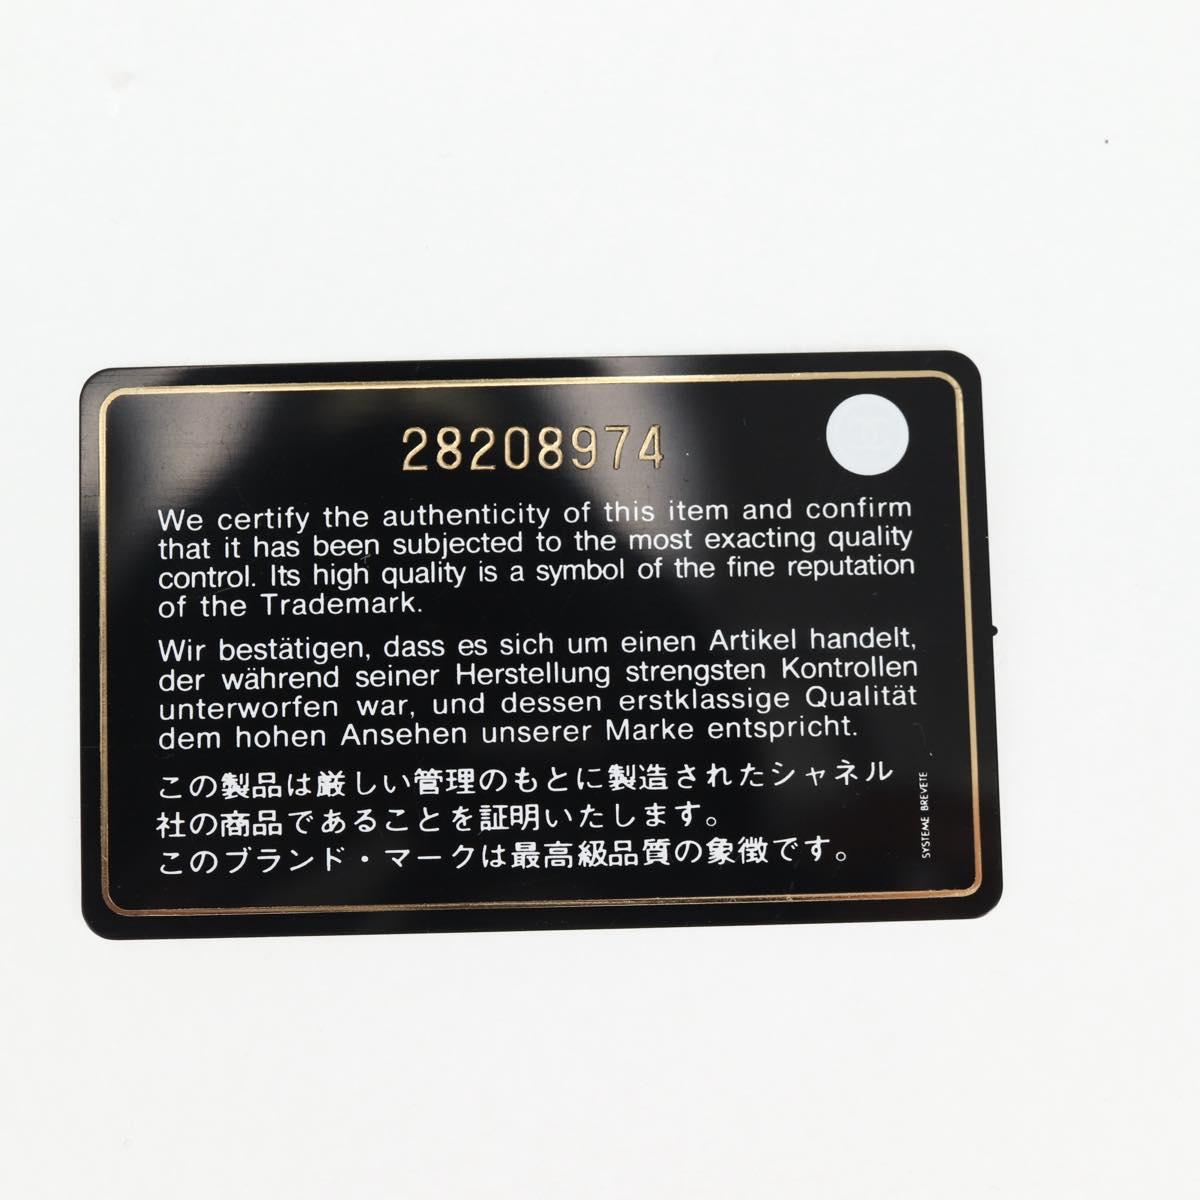 28208974
We certify the authenticity of this item and confirm
that it has been subjected to the most exacting quality
control. Its high quality is a symbol of the fine reputation
of the Trademark.
Wir bestätigen, dass es sich um einen Artikel handelt,
der während seiner Herstellung strengsten Kontrollen
unterworfen war, und dessen erstklassige Qualität
dem hohen Ansehen unserer Marke entspricht.
この製品は厳しい管理のもとに製造されたシャネル
社の商品であることを証明いたします。
このブランド・マークは最高級品質の象徴です。
SYSTEME BREVETE